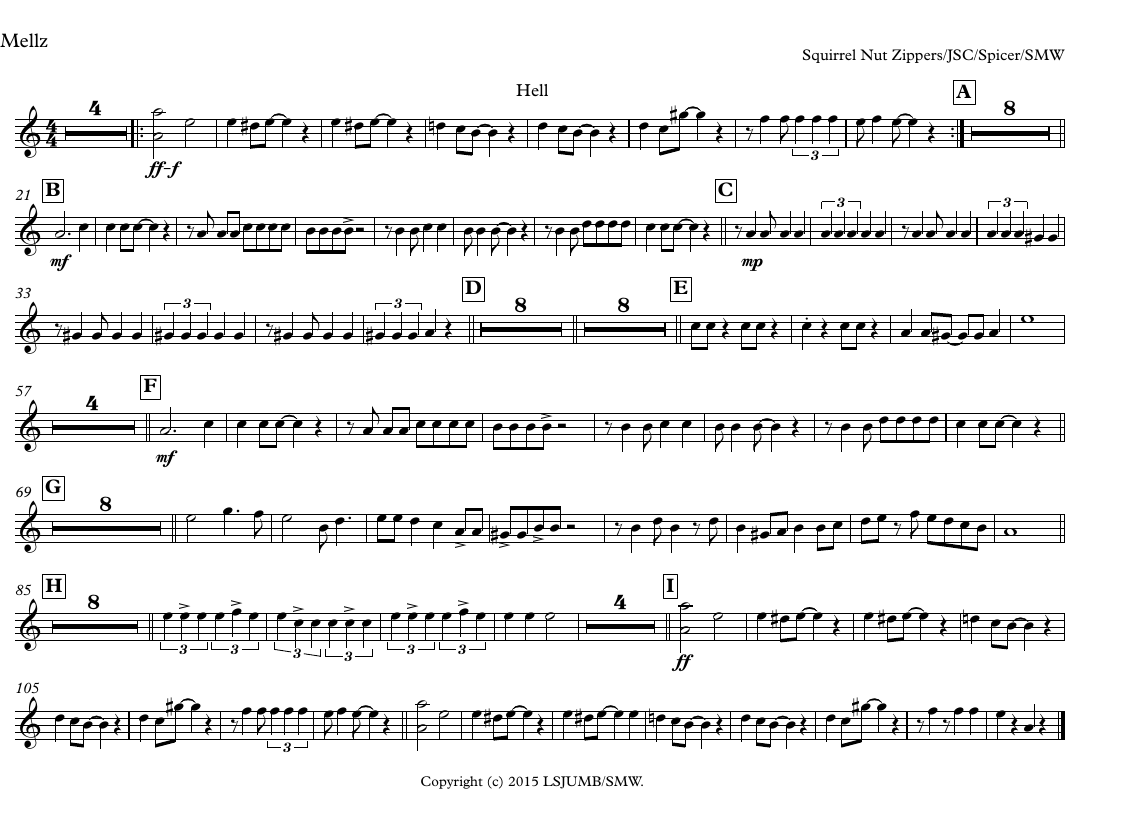 Mellz
Squirrel Nut Zippers/JSC/Spicer/SMW
Hell
A
4
8
ff–f
3
21
B
C
3
3
mf
mp
33
D
E
3
3
8
8
57
F
4
mf
69
G
8
85
H
I
8
4
3
3
3
3
3
3
ff
105
3
Copyright (c) 2015 LSJUMB/SMW.